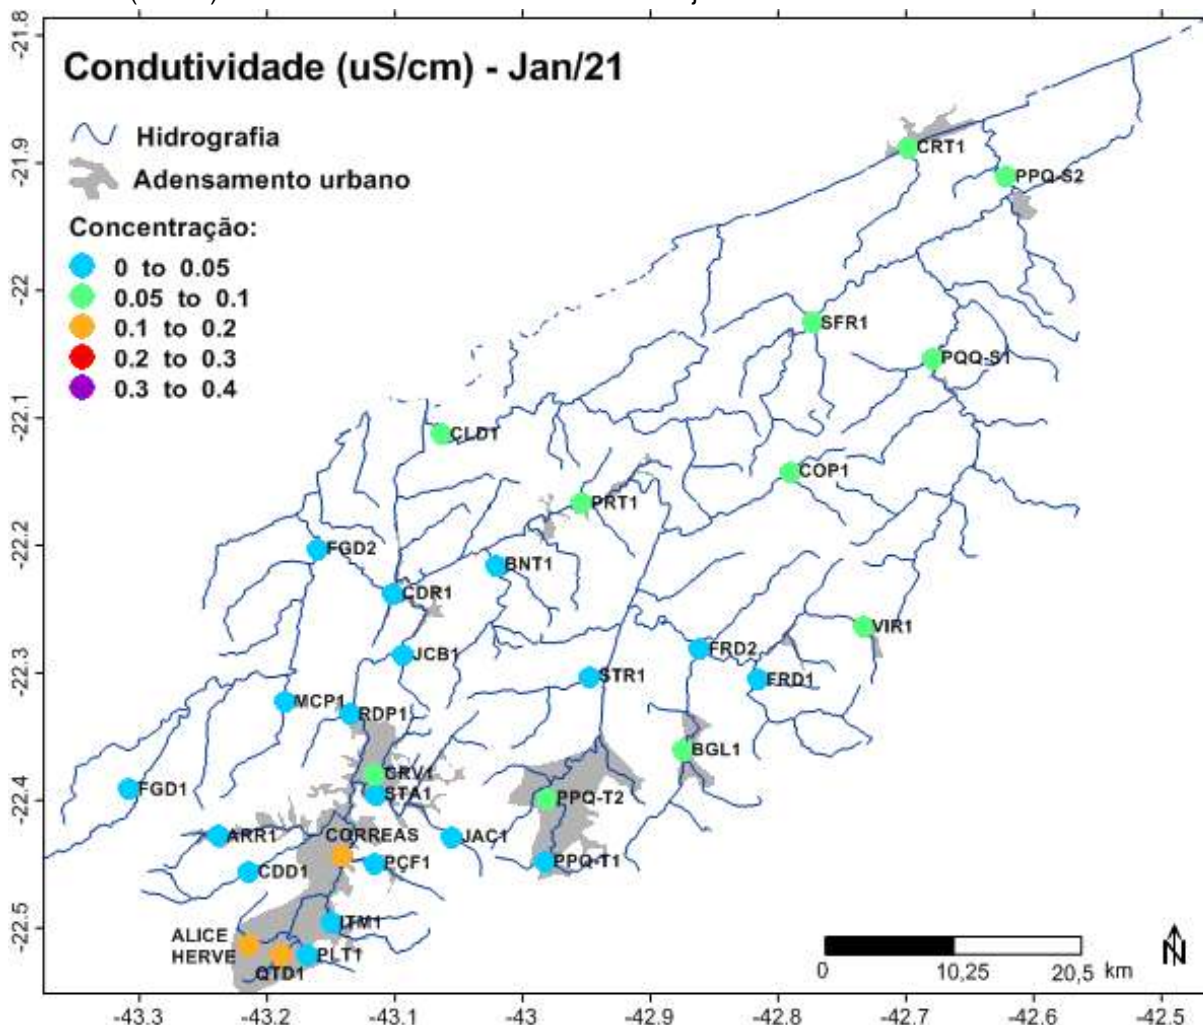 Condutividade (uS/cm) - Jan/21
Hidrografia
Adensamento urbano
Concentração:
0 to 0.05
0.05 to 0.1
0.1 to 0.2
0.2 to 0.3
0.3 to 0.4
-21.8
-21.9
-22
-22.1
-22.2
-22.3
-22.4
-22.5
CRT1
PPQ-S2
SFR1
PQQ-S1
CLD1
COP1
PRT1
FGD2
BNT1
CDR1
VIR1
JCB1
FRD2
STR1
FRD1
MCP1
RDP1
BGL1
CRV1
FGD1
STA1
PPQ-T2
ARR1
CORREAS
JAC1
CDD1
PÇF1
PPQ-T1
ITM1
ALICE
HERVE
PLT1
QTD1
0
10,25
20,5 km
N
-43.3
-43.2
-43.1
-43
-42.9
-42.8
-42.7
-42.6
-42.5